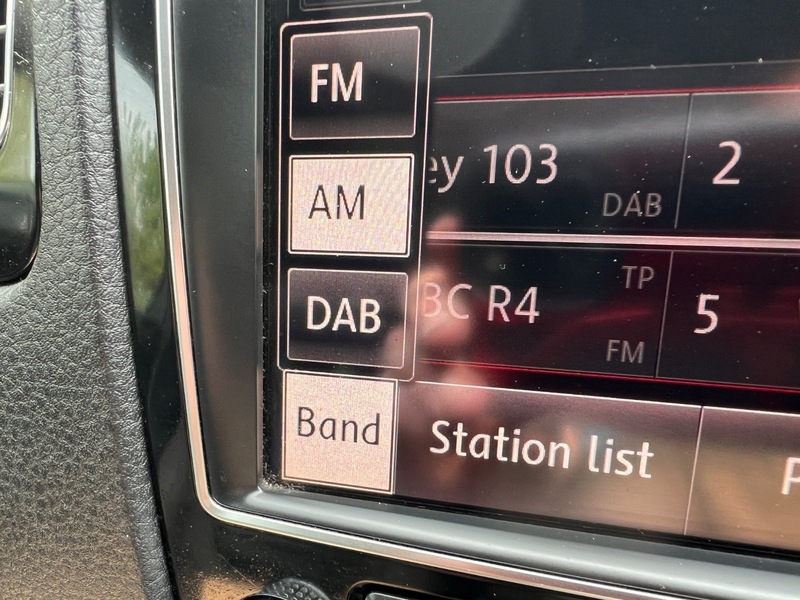 FM
AM
DAB
Band
ey 103
DAB
2
BC R4
TP
FM
5
Station list